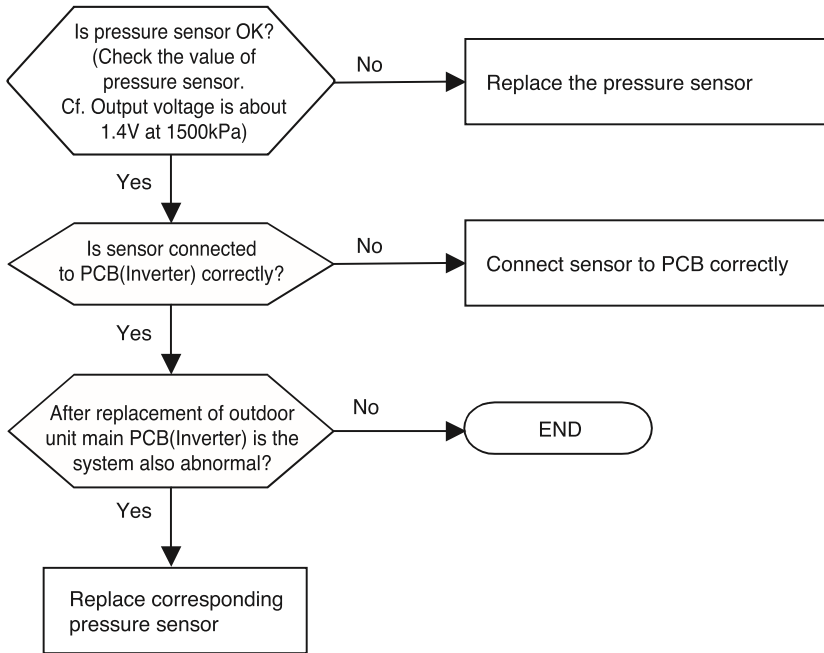 Is pressure sensor OK?
(Check the value of
pressure sensor.
Cf. Output voltage is about
1.4V at 1500kPa)
No
Replace the pressure sensor
Yes
Is sensor connected
to PCB(Inverter) correctly?
No
Connect sensor to PCB correctly
Yes
After replacement of outdoor
unit main PCB(Inverter) is the
system also abnormal?
No
END
Yes
Replace corresponding
pressure sensor